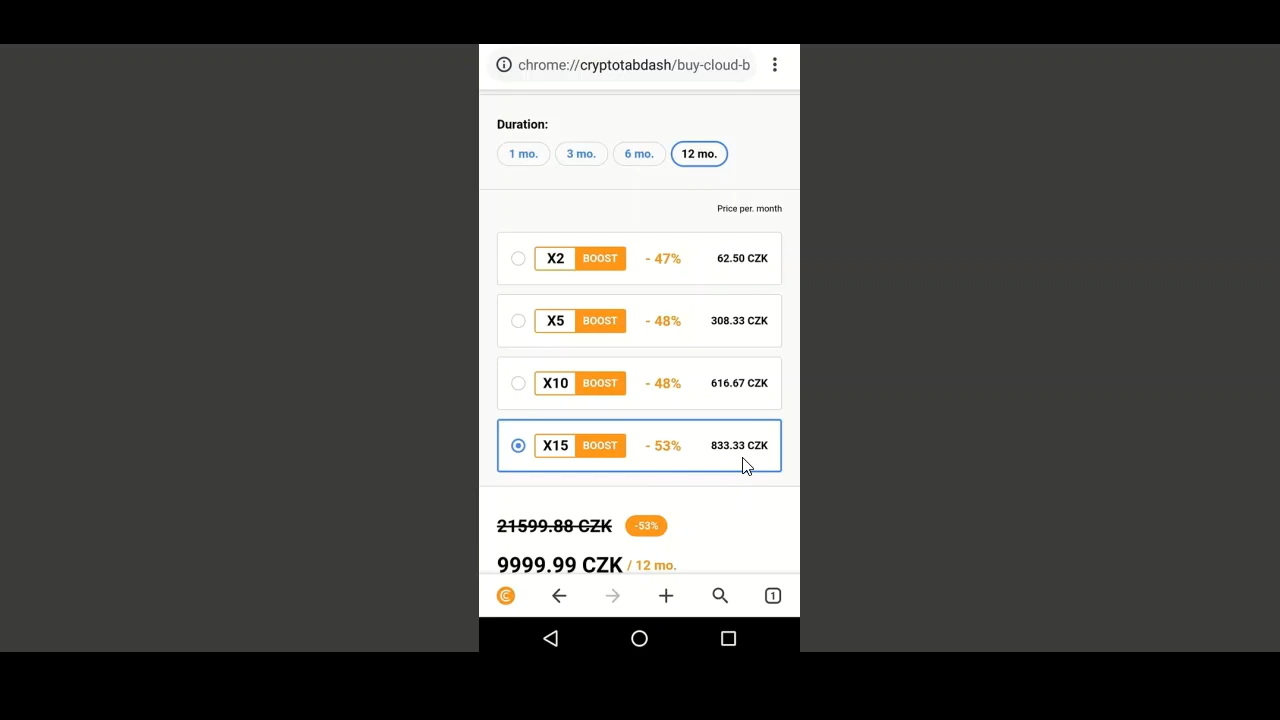 chrome://cryptotabdash/buy-cloud-b
Duration:
1 mo. 3 mo. 6 mo. 12 mo.
Price per. month
X2 BOOST - 47% 62.50 CZK
X5 BOOST - 48% 308.33 CZK
X10 BOOST - 48% 616.67 CZK
X15 BOOST - 53% 833.33 CZK
21599.88 CZK -53%
9999.99 CZK / 12 mo.
1